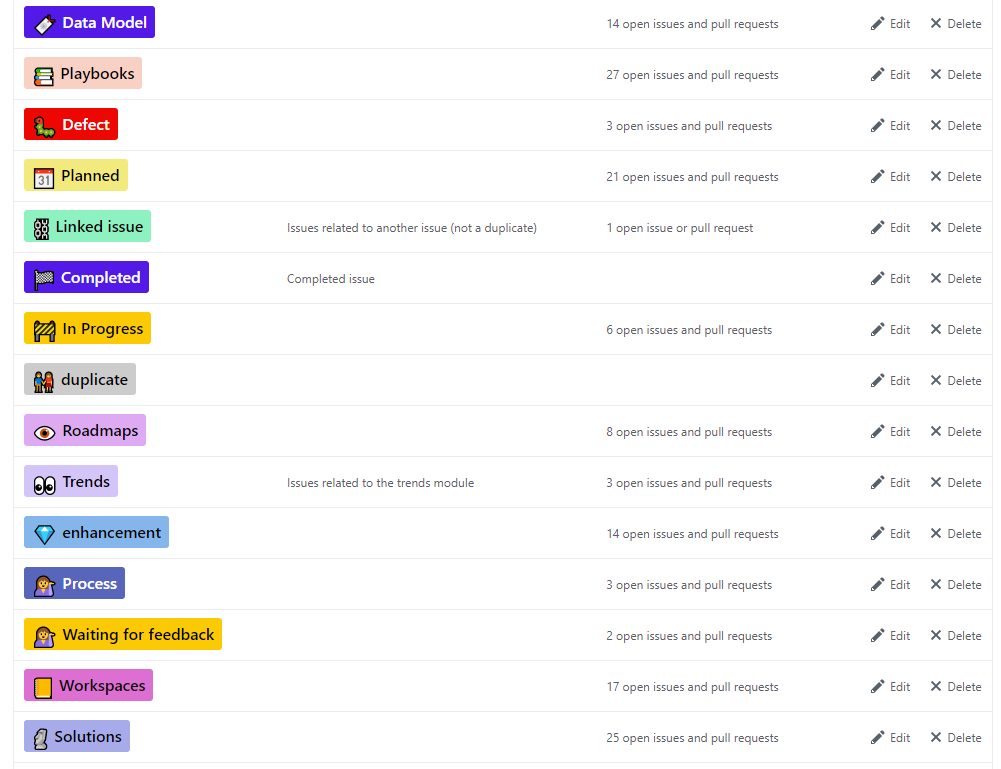 Data Model 14 open issues and pull requests Edit Delete
Playbooks 27 open issues and pull requests Edit Delete
Defect 3 open issues and pull requests Edit Delete
31 Planned 21 open issues and pull requests Edit Delete
Linked issue Issues related to another issue (not a duplicate) 1 open issue or pull request Edit Delete
Completed Completed issue Edit Delete
In Progress 6 open issues and pull requests Edit Delete
duplicate Edit Delete
Roadmaps 8 open issues and pull requests Edit Delete
Trends Issues related to the trends module 3 open issues and pull requests Edit Delete
enhancement 14 open issues and pull requests Edit Delete
Process 3 open issues and pull requests Edit Delete
Waiting for feedback 2 open issues and pull requests Edit Delete
Workspaces 17 open issues and pull requests Edit Delete
Solutions 25 open issues and pull requests Edit Delete